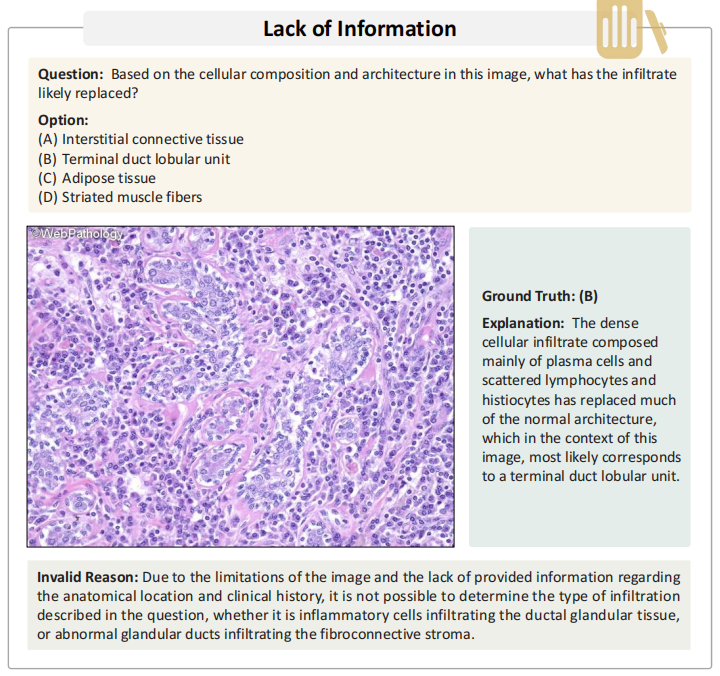 Lack of Information
Question: Based on the cellular composition and architecture in this image, what has the infiltrate
likely replaced?
Option:
(A) Interstitial connective tissue
(B) Terminal duct lobular unit
(C) Adipose tissue
(D) Striated muscle fibers
©WebPathology
Ground Truth: (B)
Explanation: The dense
cellular infiltrate composed
mainly of plasma cells and
scattered lymphocytes and
histiocytes has replaced much
of the normal architecture,
which in the context of this
image, most likely corresponds
to a terminal duct lobular unit.
Invalid Reason: Due to the limitations of the image and the lack of provided information regarding
the anatomical location and clinical history, it is not possible to determine the type of infiltration
described in the question, whether it is inflammatory cells infiltrating the ductal glandular tissue,
or abnormal glandular ducts infiltrating the fibroconnective stroma.